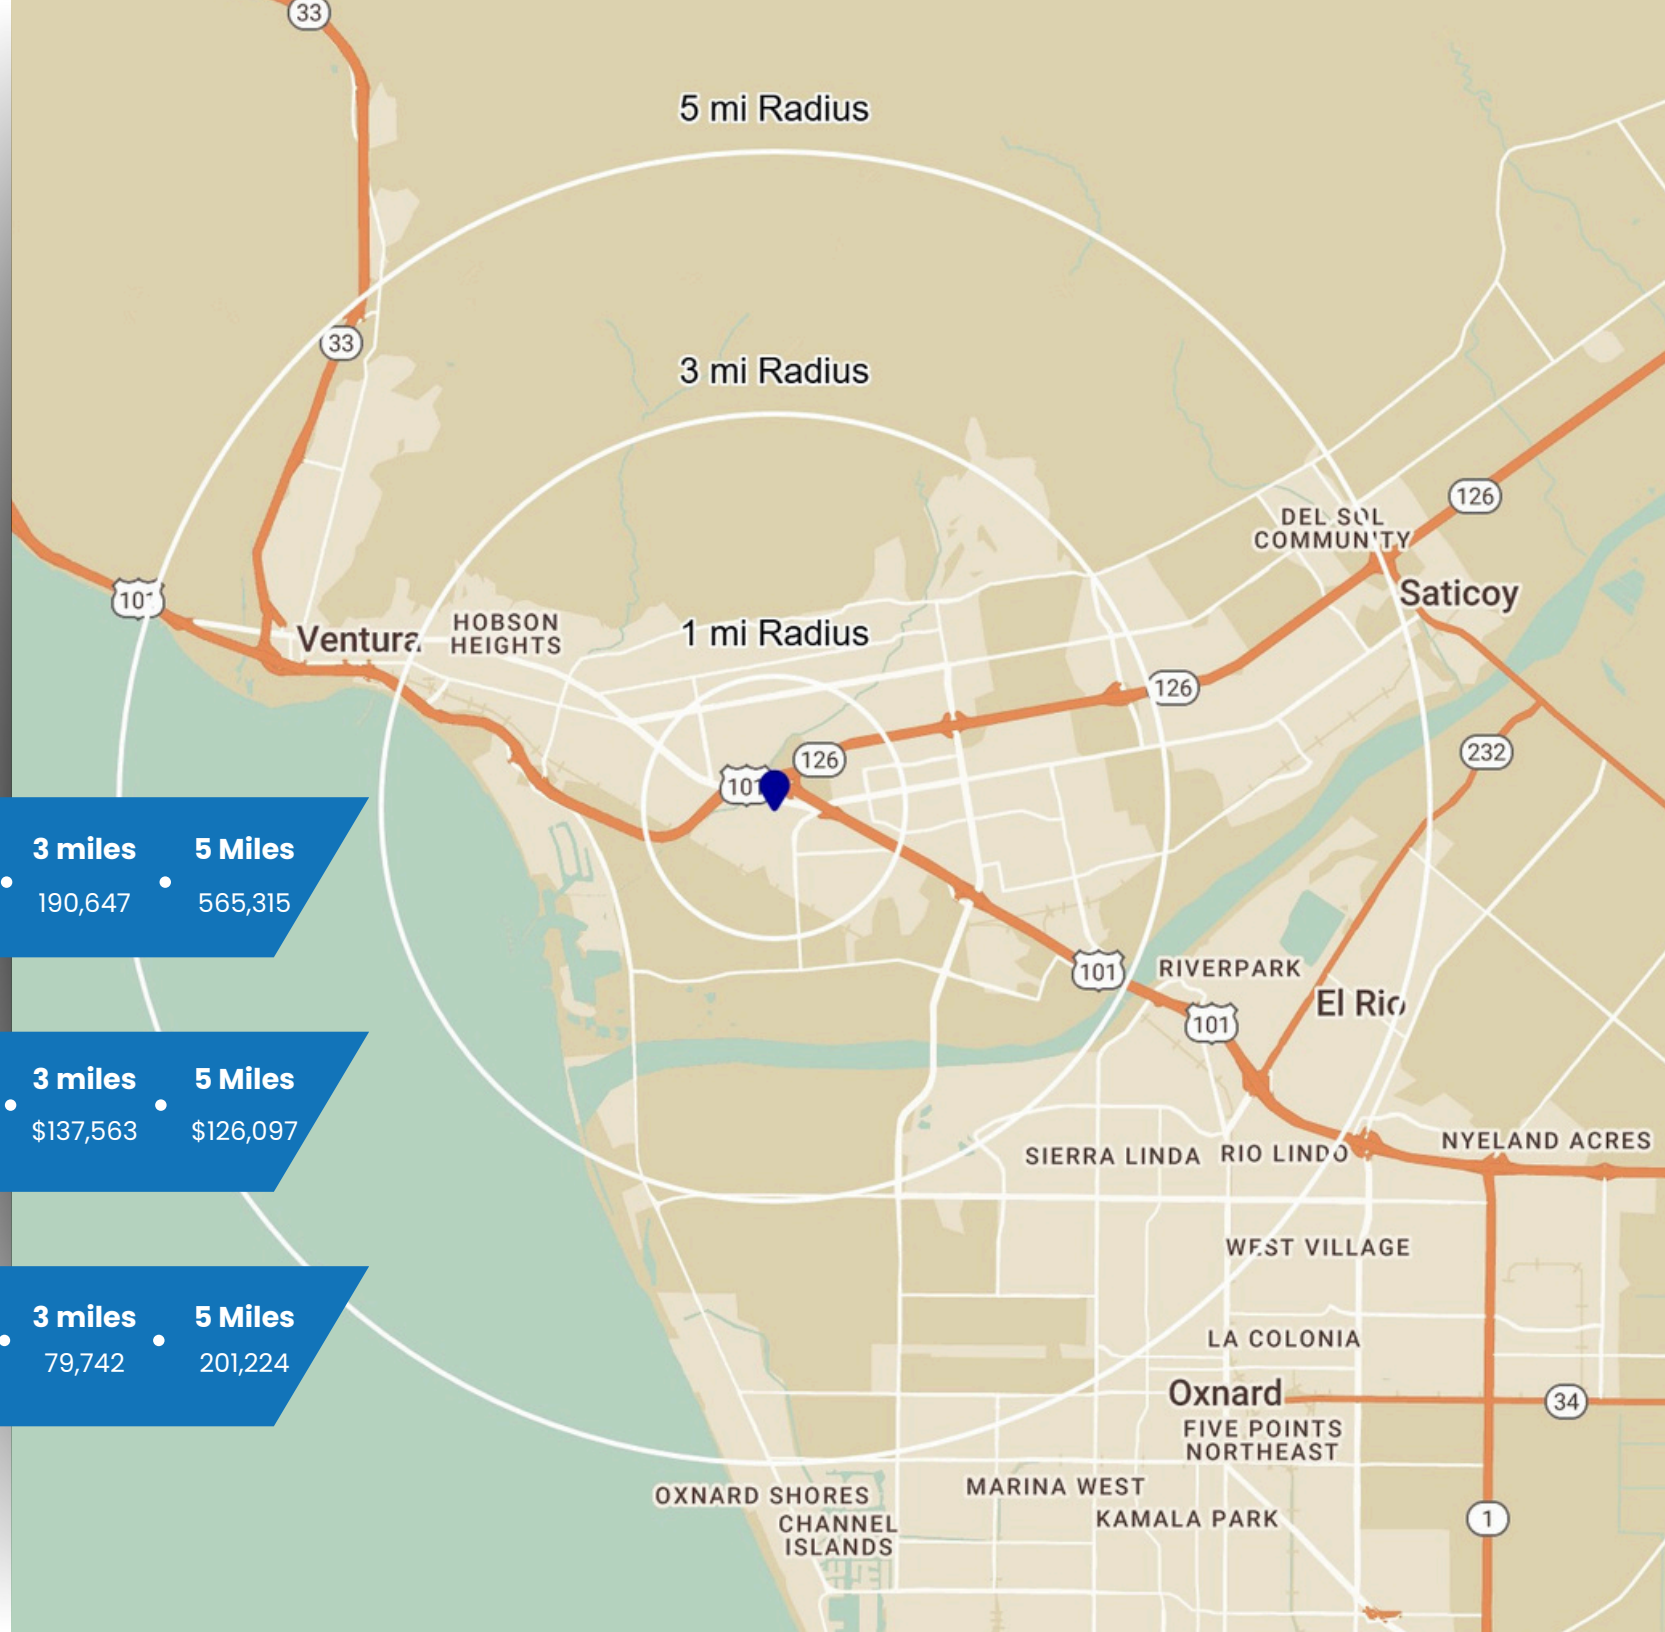 33
5 mi Radius
33
3 mi Radius
126
DEL SOL
COMMUNITY
Saticoy
101
HOBSON
HEIGHTS
Ventura
1 mi Radius
126
126
232
101
3 miles
5 Miles
190,647
565,315
RIVERPARK
101
El Rio
101
3 miles
5 Miles
$137,563
$126,097
SIERRA LINDA
RIO LINDO
NYELAND ACRES
WEST VILLAGE
3 miles
5 Miles
79,742
201,224
LA COLONIA
Oxnard
34
FIVE POINTS
NORTHEAST
OXNARD SHORES
MARINA WEST
CHANNEL
ISLANDS
KAMALA PARK
1